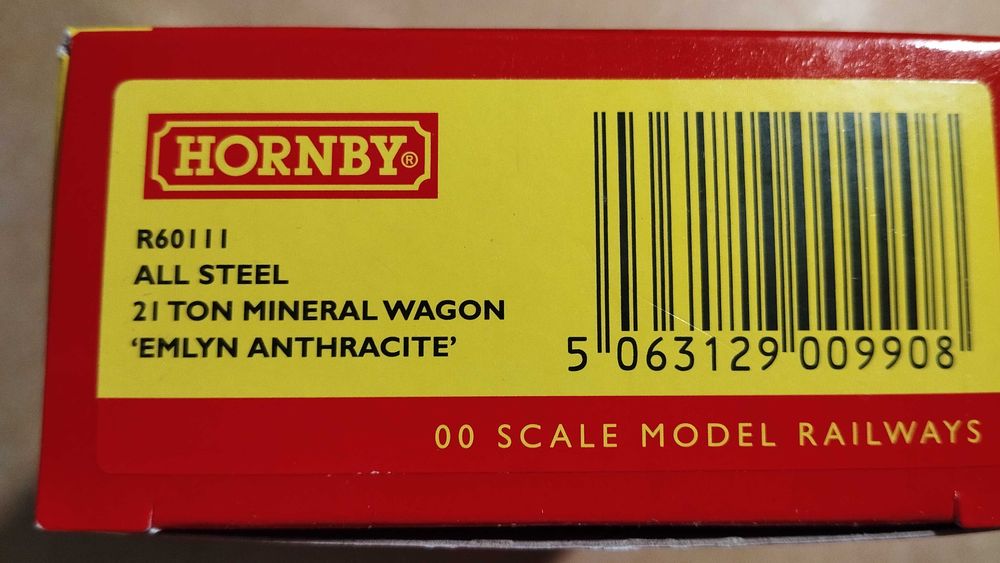 HORNBY®
R60111
ALL STEEL
21 TON MINERAL WAGON
‘EMLYN ANTHRACITE’
5 063129 009908
00 SCALE MODEL RAILWAYS